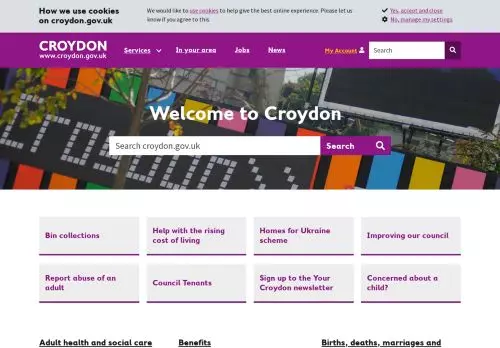 How we use cookies
on croydon.gov.uk
We would like to use cookies to help give the best online experience. Please let us
know if you agree to this.
Yes, accept and close
No, manage my settings
CROYDON
www.croydon.gov.uk
Services
In your area
Jobs
News
My Account
Search
Welcome to Croydon
Search croydon.gov.uk
Search
Bin collections
Help with the rising
cost of living
Homes for Ukraine
scheme
Improving our council
Report abuse of an
adult
Council Tenants
Sign up to the Your
Croydon newsletter
Concerned about a
child?
Adult health and social care
Benefits
Births, deaths, marriages and